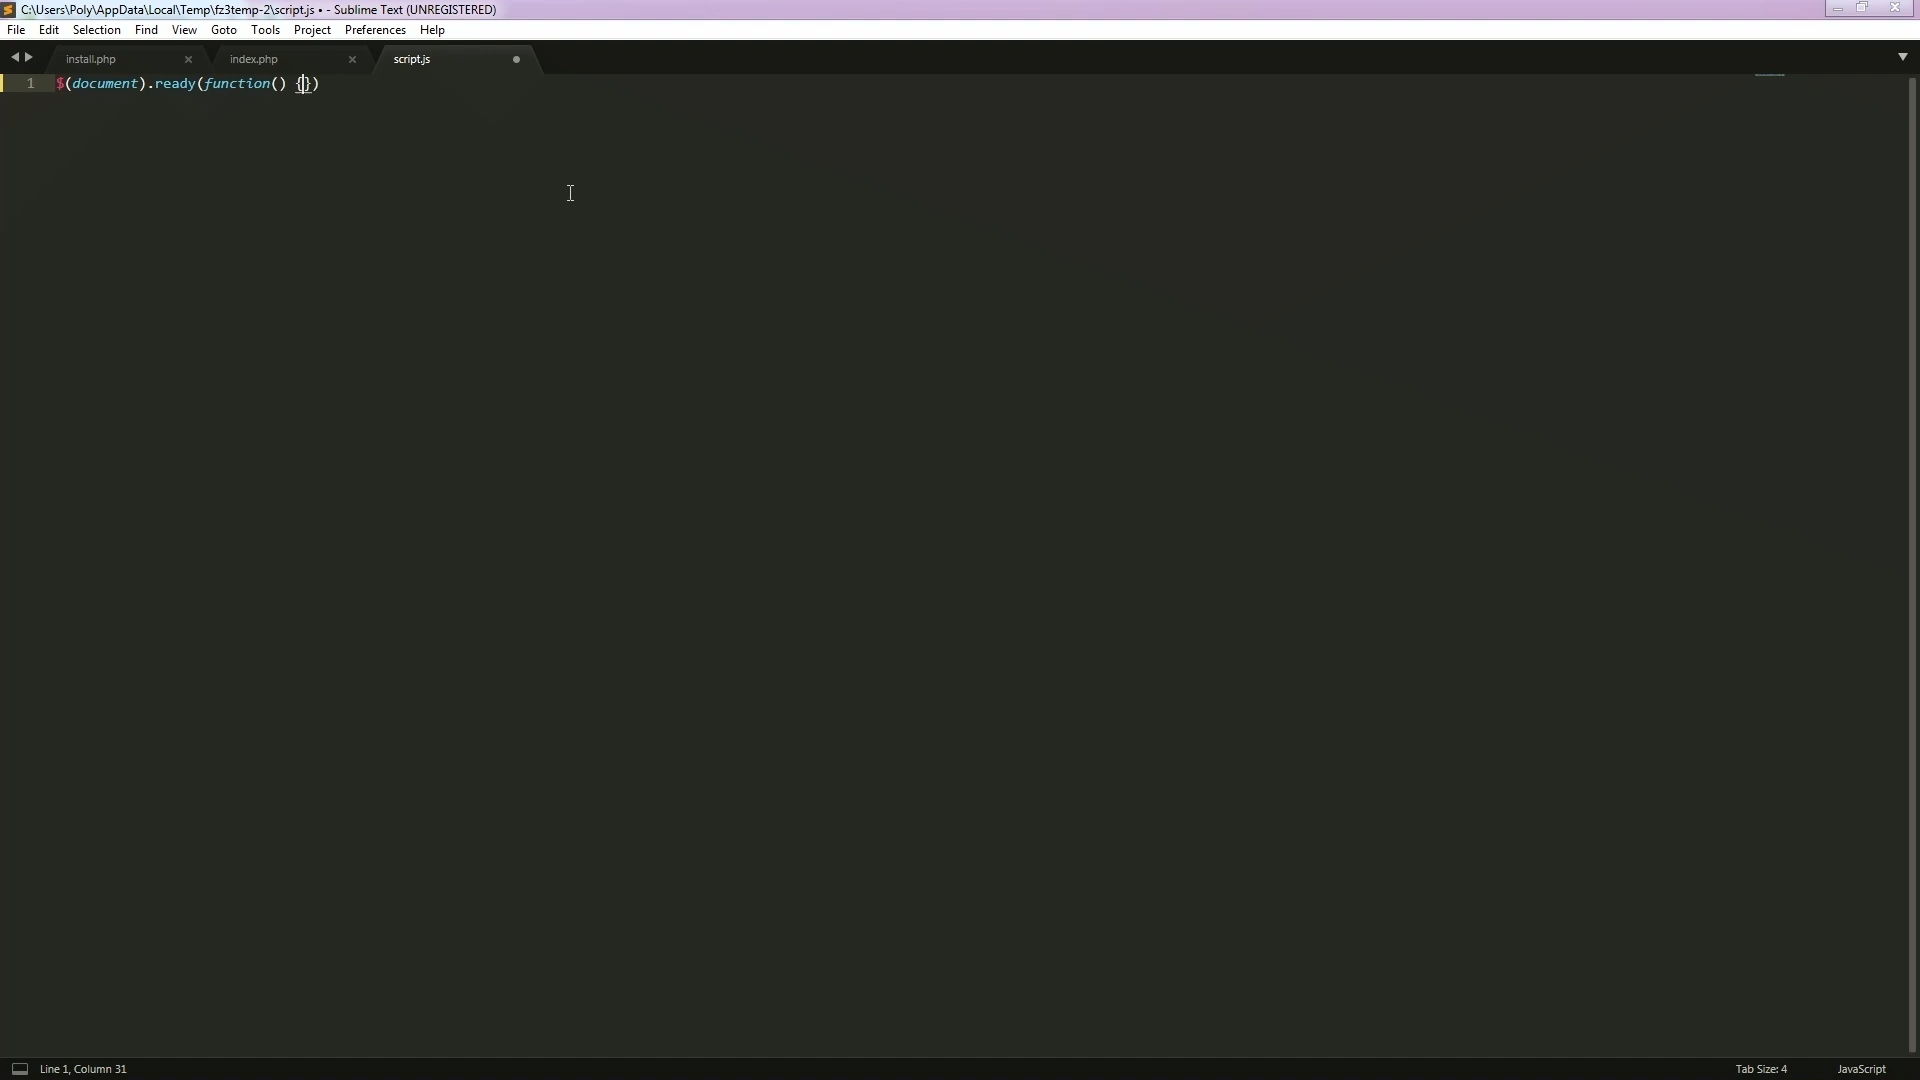 C:\Users\Poly\AppData\Local\Temp\fz3temp-2\script.js • - Sublime Text (UNREGISTERED)
File Edit Selection Find View Goto Tools Project Preferences Help
install.php index.php script.js
1 $(document).ready(function() {})
Line 1, Column 31 Tab Size: 4 JavaScript